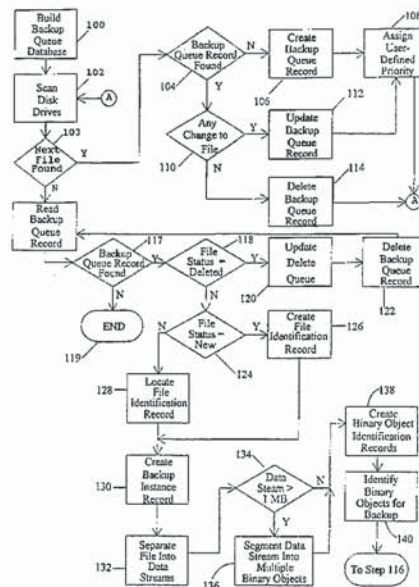 Build
Backup
Queue
Database
100
Scan
Disk
Drives
102
A
103
Next
File
Found
Y
N
Backup
Queue Record
Found
104
N
Y
Create
Backup
Queue
Record
106
Assign
User-
Defined
Priority
108
Any
Change to
File
110
Y
N
Update
Backup
Queue
Record
112
Delete
Backup
Queue
Record
114
A
Read
Backup
Queue
Record
Backup
Queue Record
Found
117
Y
N
END
119
File
Status =
Deleted
118
Y
N
Update
Delete
Queue
120
Delete
Backup
Queue
Record
122
File
Status =
New
124
N
Y
Create File
Identification
Record
126
Locate File
Identification
Record
128
Create
Backup
Instance
Record
130
Separate
File Into
Data
Streams
132
Data
Stream >
1 MB
134
N
Y
Segment Data
Stream Into
Multiple
Binary Objects
136
Create
Binary Object
Identification
Records
138
Identify
Binary
Objects for
Backup
140
To Step 116